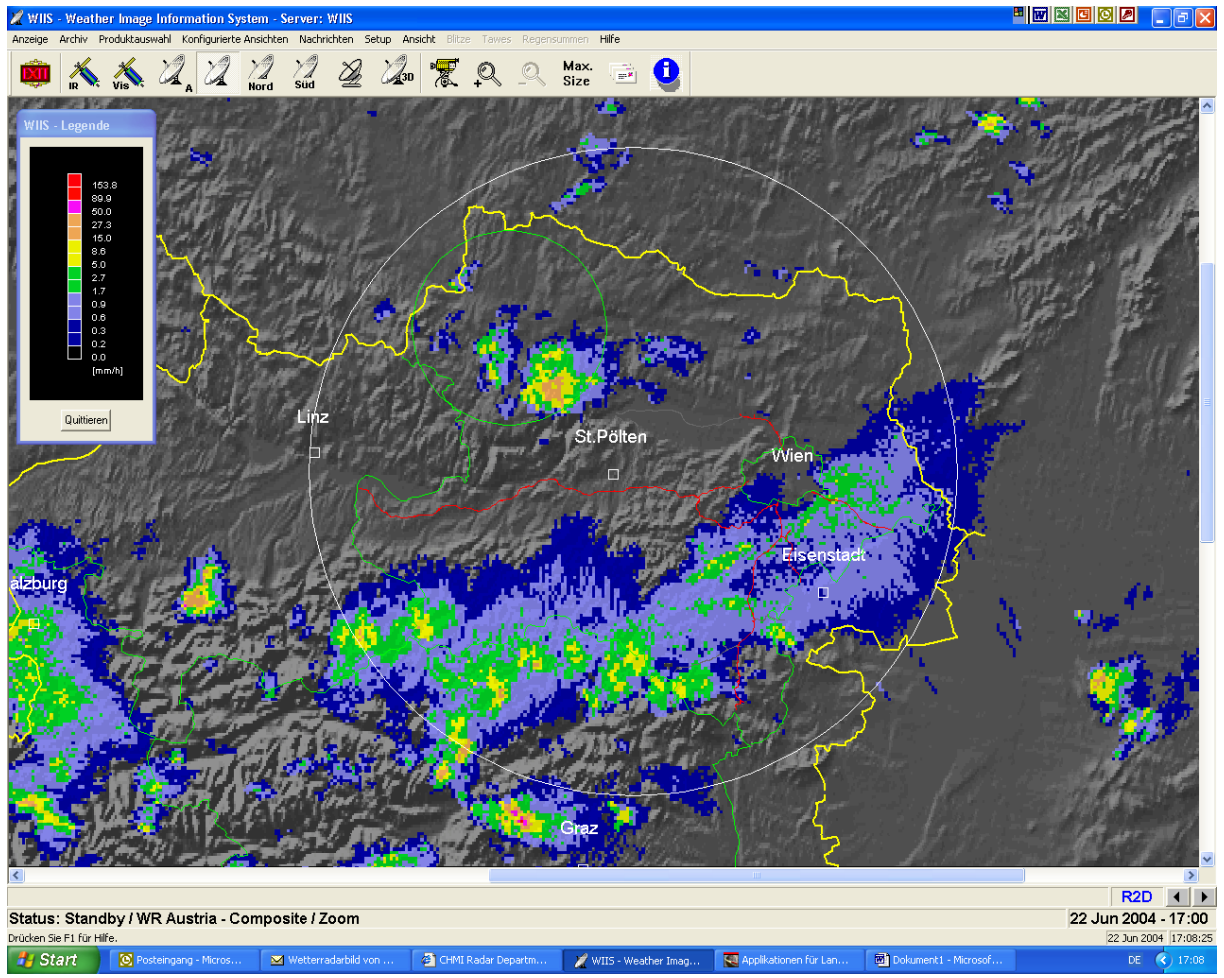 WIIS - Weather Image Information System - Server: WIIS
Anzeige Archiv Produktauswahl Konfigurierte Ansichten Nachrichten Setup Ansicht Blitze Tawes Regensummen Hilfe
EXIT IR Vis A Nord Süd 3D Max. Size
WIIS - Legende
153.8
89.9
50.0
27.3
15.0
8.6
5.0
2.7
1.7
0.9
0.6
0.3
0.2
0.0
[mm/h]
Quittieren
Linz
St.Pölten
Wien
Eisenstadt
alzburg
Graz
R2D
Status: Standby / WR Austria - Composite / Zoom 22 Jun 2004 - 17:00
Drücken Sie F1 für Hilfe. 22 Jun 2004 17:08:25
Start Posteingang - Micros... Wetterradarbild von ... CHMI Radar Departm... WIIS - Weather Imag... Applikationen für Lan... Dokument1 - Microsof... DE 17:08